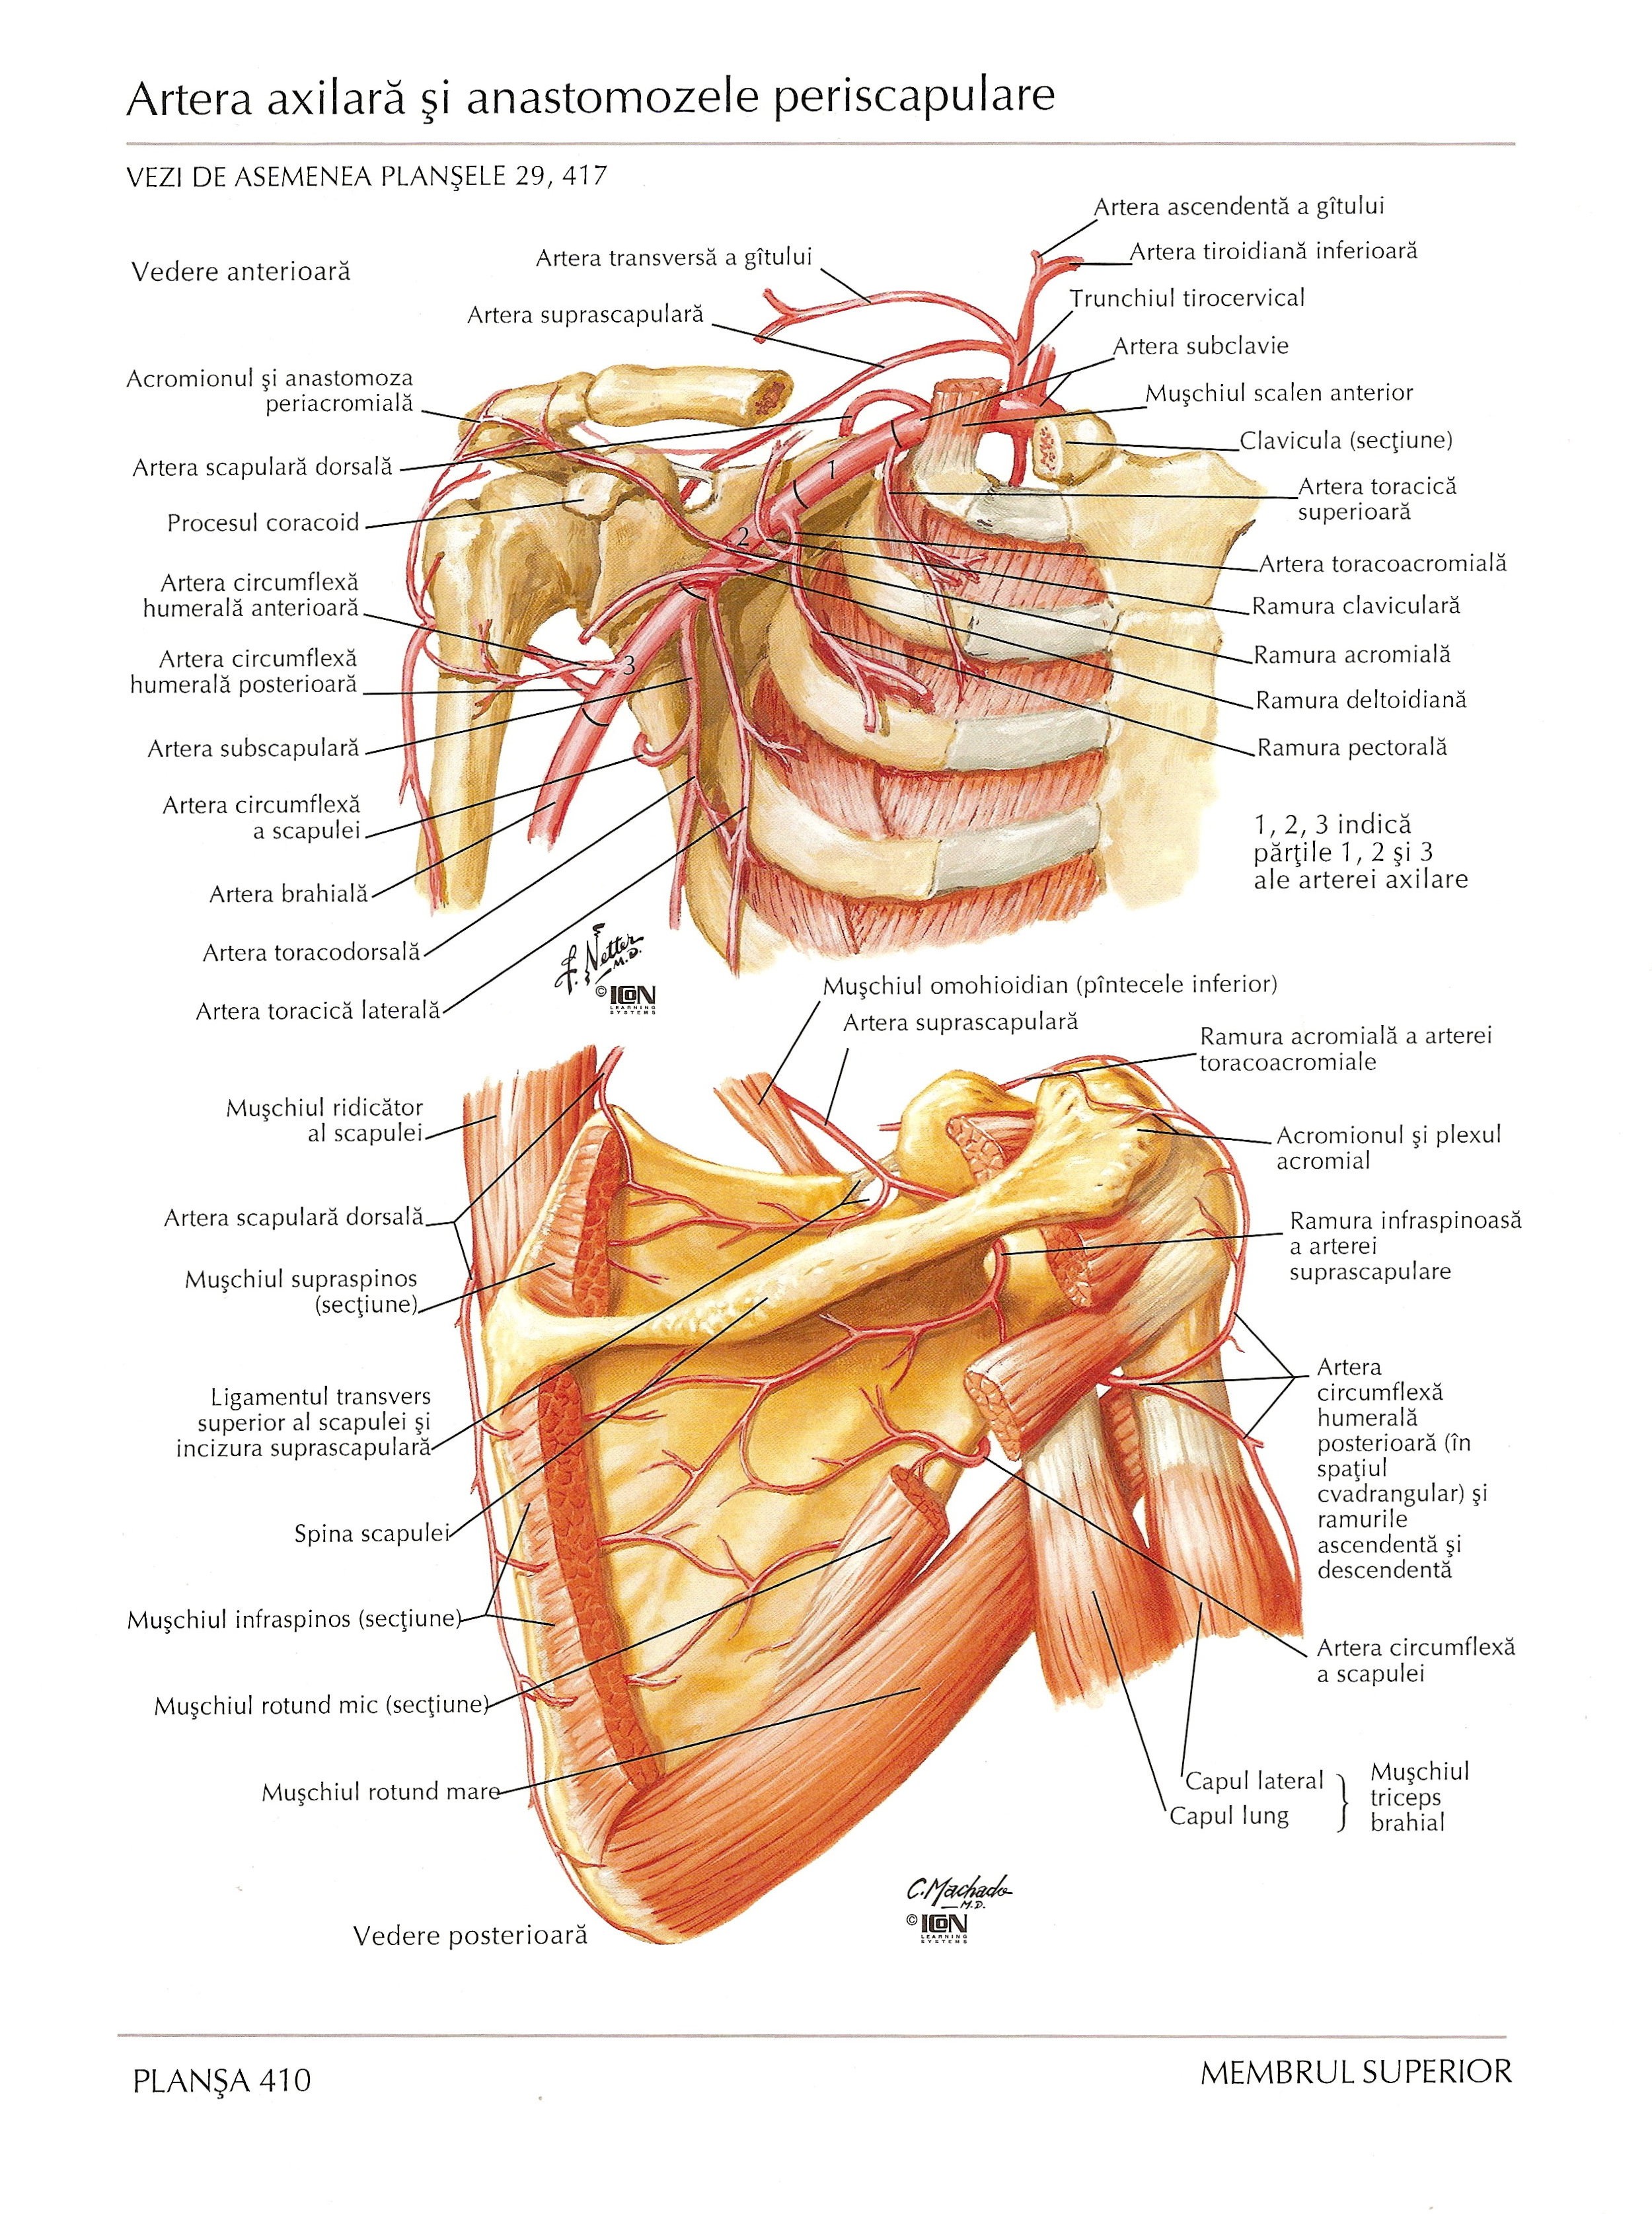 Artera axilară şi anastomozele periscapulare
VEZI DE ASEMENEA PLANŞELE 29, 417
Vedere anterioară
Artera ascendentă a gîtului
Artera transversă a gîtului
Artera tiroidiană inferioară
Artera suprascapulară
Trunchiul tirocervical
Artera subclavie
Acromionul şi anastomoza
periacromială
Muşchiul scalen anterior
Artera scapulară dorsală
Clavicula (secţiune)
Procesul coracoid
Artera toracică
superioară
Artera circumflexă
humerală anterioară
Artera toracoacromială
Ramura claviculară
Artera circumflexă
humerală posterioară
Ramura acromială
Ramura deltoidiană
Artera subscapulară
Ramura pectorală
Artera circumflexă
a scapulei
1
2
3
1, 2, 3 indică
părţile 1, 2 şi 3
ale arterei axilare
Artera brahială
Artera toracodorsală
Artera toracică laterală
F. Netter
M.D.
© ICON
LEARNING
SYSTEMS
Muşchiul omohioidian (pîntecele inferior)
Artera suprascapulară
Ramura acromială a arterei
toracoacromiale
Muşchiul ridicător
al scapulei
Acromionul şi plexul
acromial
Artera scapulară dorsală
Ramura infraspinoasă
a arterei
suprascapulare
Muşchiul supraspinos
(secţiune)
Ligamentul transvers
superior al scapulei şi
incizura suprascapulară
Artera
circumflexă
humerală
posterioară (în
spaţiul
cvadrangular) şi
ramurile
ascendentă şi
descendentă
Spina scapulei
Muşchiul infraspinos (secţiune)
Artera circumflexă
a scapulei
Muşchiul rotund mic (secţiune)
Muşchiul rotund mare
Capul lateral
Capul lung
Muşchiul
triceps
brahial
C. Machado
M.D.
© ICON
LEARNING
SYSTEMS
Vedere posterioară
PLANŞA 410
MEMBRUL SUPERIOR